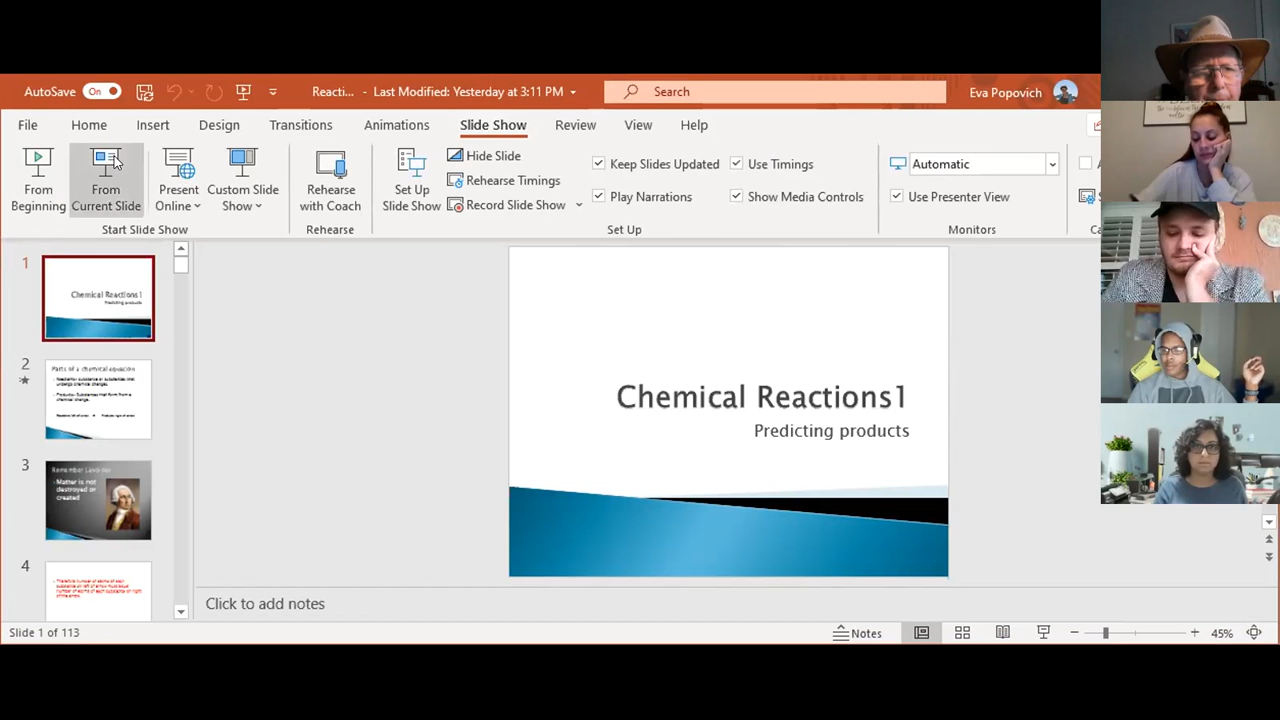 AutoSave On Reacti... - Last Modified: Yesterday at 3:11 PM Search Eva Popovich
File Home Insert Design Transitions Animations Slide Show Review View Help
From Beginning
From Current Slide
Present Online
Custom Slide Show
Start Slide Show
Rehearse with Coach
Rehearse
Set Up Slide Show
Hide Slide
Rehearse Timings
Record Slide Show
Keep Slides Updated
Play Narrations
Use Timings
Show Media Controls
Set Up
Automatic
Use Presenter View
Monitors
1
Chemical Reactions1
Predicting products
2
Parts of a chemical equation
3
Remember Lavoisier
Matter is not
destroyed or
created
4
Chemical Reactions1
Predicting products
Click to add notes
Slide 1 of 113
Notes
45%